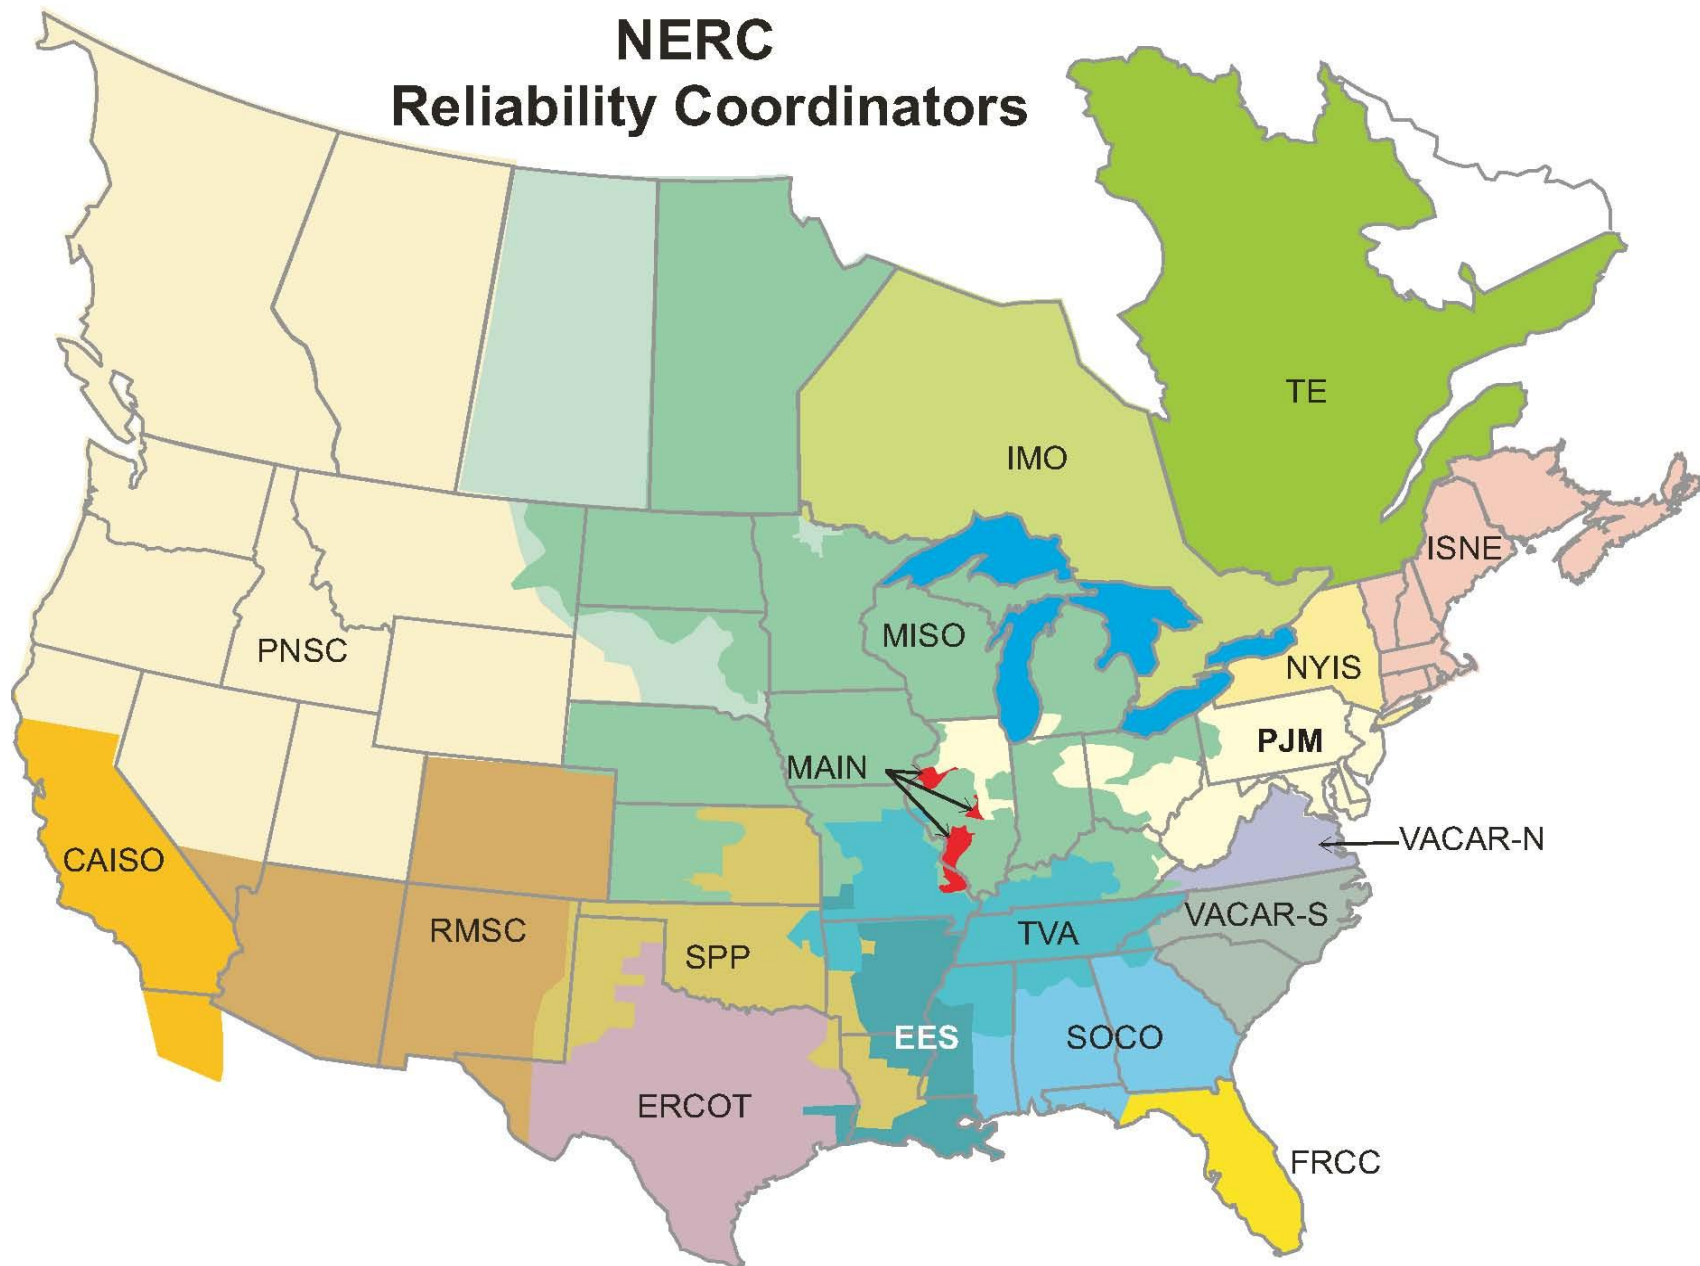 NERC
Reliability Coordinators
TE
IMO
ISNE
MISO
PNSC
NYIS
PJM
MAIN
VACAR-N
CAISO
VACAR-S
RMSC
TVA
SPP
EES
SOCO
ERCOT
FRCC